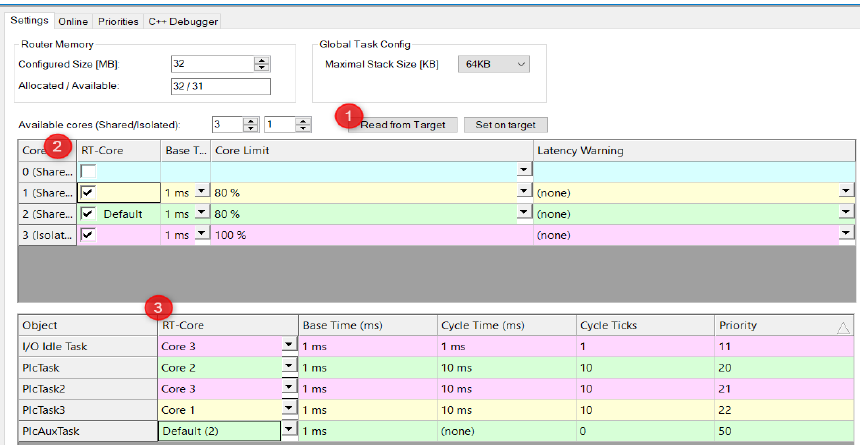 Settings Online Priorities C++ Debugger
Router Memory Global Task Config
Configured Size [MB]: 32 Maximal Stack Size [KB] 64KB
Allocated / Available: 32 / 31
Available cores (Shared/Isolated): 3 1 1 Read from Target Set on target
Core 2 RT-Core Base T... Core Limit Latency Warning
0 (Share...
1 (Share... 1 ms 80 % (none)
2 (Share... Default 1 ms 80 % (none)
3 (Isolat... 1 ms 100 % (none)
3
Object RT-Core Base Time (ms) Cycle Time (ms) Cycle Ticks Priority
I/O Idle Task Core 3 1 ms 1 ms 1 11
PlcTask Core 2 1 ms 10 ms 10 20
PlcTask2 Core 3 1 ms 10 ms 10 21
PlcTask3 Core 1 1 ms 10 ms 10 22
PlcAuxTask Default (2) 1 ms (none) 0 50